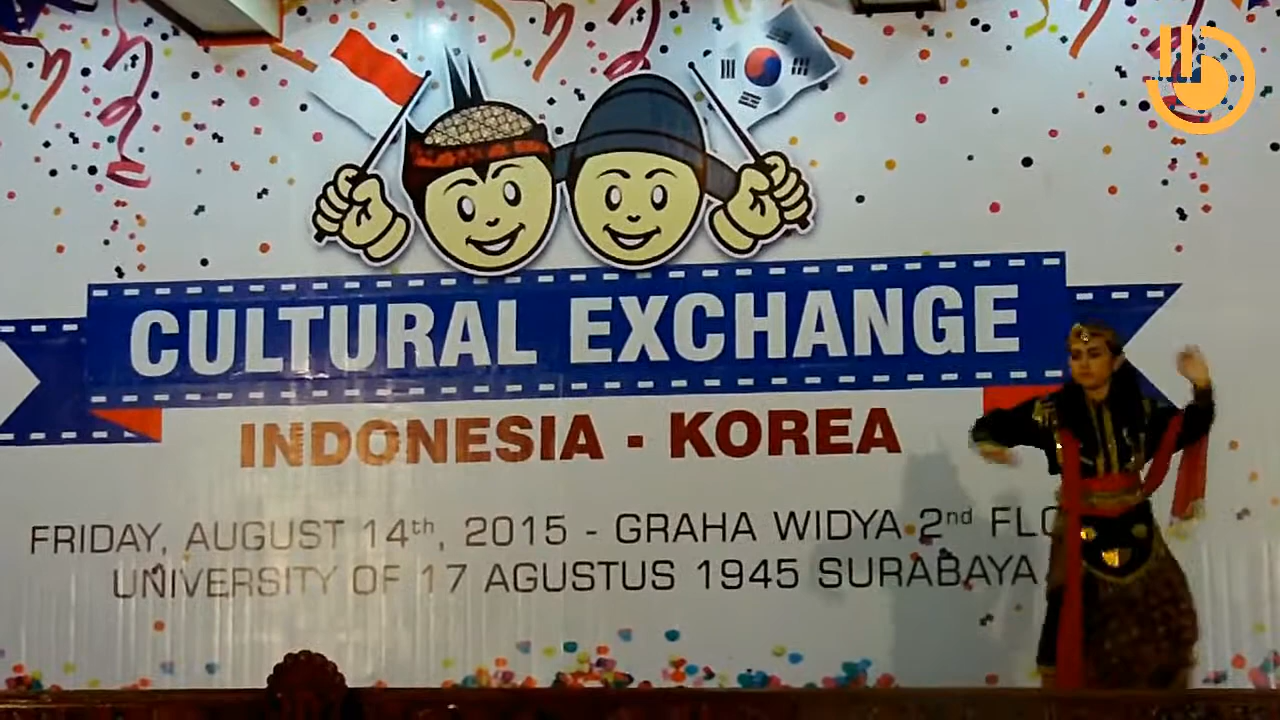 CULTURAL EXCHANGE
INDONESIA - KOREA
FRIDAY, AUGUST 14th, 2015 - GRAHA WIDYA 2nd
UNIVERSITY OF 17 AGUSTUS 1945 SURABAYA